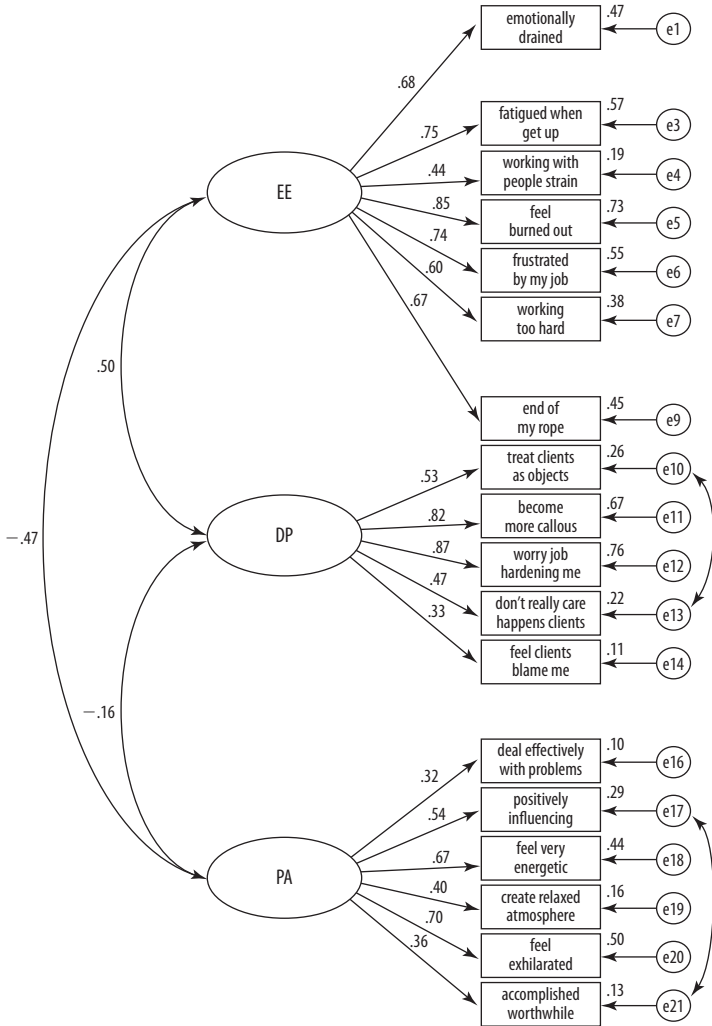 emotionally
drained
.47
e1
.68
fatigued when
get up
.57
e3
.75
working with
people strain
.19
e4
.44
EE
feel
burned out
.73
e5
.85
frustrated
by my job
.55
e6
.74
working
too hard
.38
e7
.60
.67
.50
end of
my rope
.45
e9
treat clients
as objects
.26
e10
.53
become
more callous
.67
e11
.82
−.47
DP
worry job
hardening me
.76
e12
.87
don't really care
happens clients
.22
e13
.47
feel clients
blame me
.11
e14
.33
−.16
deal effectively
with problems
.10
e16
.32
positively
influencing
.29
e17
.54
feel very
energetic
.44
e18
.67
PA
create relaxed
atmosphere
.16
e19
.40
feel
exhilarated
.50
e20
.70
accomplished
worthwhile
.13
e21
.36